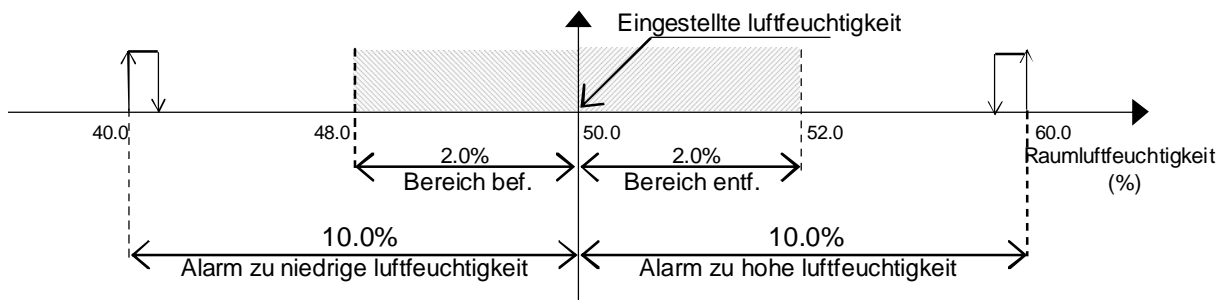 Eingestellte luftfeuchtigkeit
40.0
48.0
50.0
52.0
60.0
2.0%
2.0%
Raumluftfeuchtigkeit
(%)
Bereich bef.
Bereich entf.
10.0%
10.0%
Alarm zu niedrige luftfeuchtigkeit
Alarm zu hohe luftfeuchtigkeit